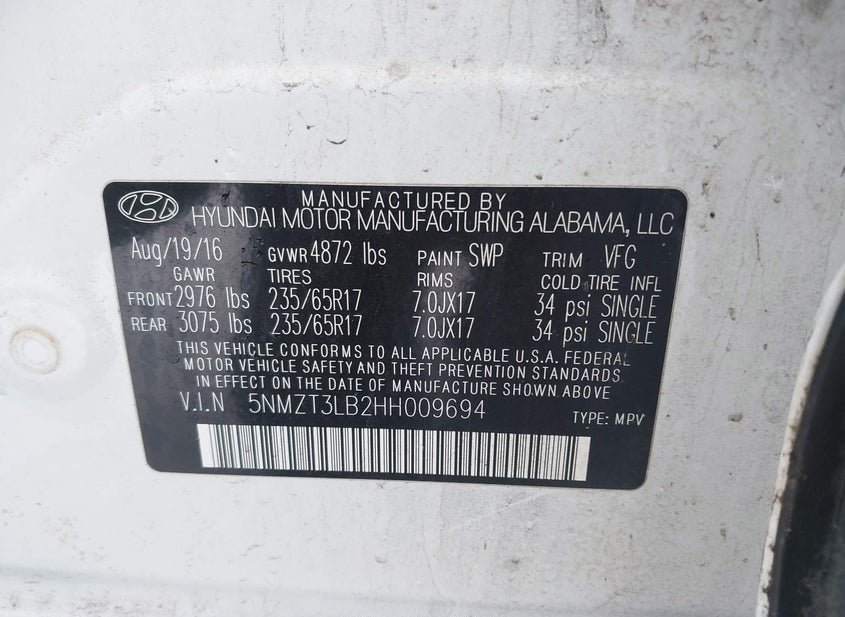 MANUFACTURED BY
HYUNDAI MOTOR MANUFACTURING ALABAMA, LLC
Aug/19/16 GVWR 4872 lbs PAINT SWP TRIM VFG
GAWR TIRES RIMS COLD TIRE INFL
FRONT 2976 lbs 235/65R17 7.0JX17 34 psi SINGLE
REAR 3075 lbs 235/65R17 7.0JX17 34 psi SINGLE
THIS VEHICLE CONFORMS TO ALL APPLICABLE U.S.A. FEDERAL
MOTOR VEHICLE SAFETY AND THEFT PREVENTION STANDARDS
IN EFFECT ON THE DATE OF MANUFACTURE SHOWN ABOVE
V.I.N 5NMZT3LB2HH009694 TYPE: MPV